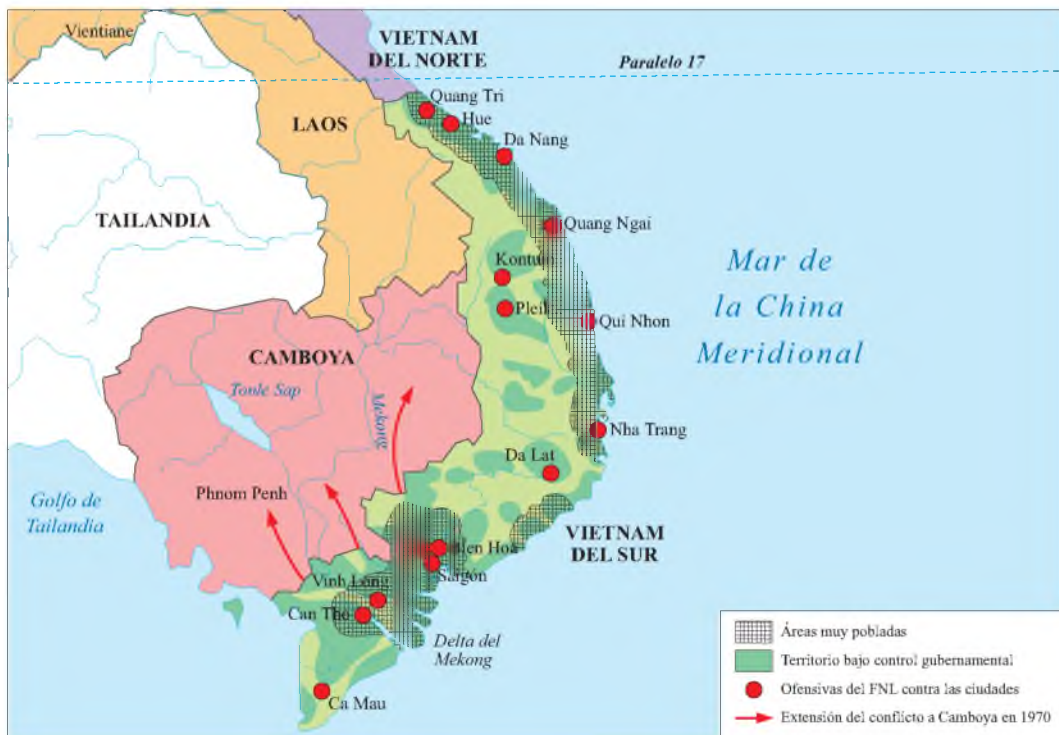 Vientiane
VIETNAM
DEL NORTE
Paralelo 17
Quang Tri
Hue
LAOS
Da Nang
TAILANDIA
Quang Ngai
Kontum
Mar de
la China
Meridional
Pleik
Qui Nhon
CAMBOYA
Tonle Sap
Mekong
Nha Trang
Da Lat
Phnom Penh
Golfo de
Tailandia
VIETNAM
DEL SUR
Bien Hoa
Saigón
Vinh Long
Can Tho
Delta del
Mekong
Ca Mau
Áreas muy pobladas
Territorio bajo control gubernamental
Ofensivas del FNL contra las ciudades
Extensión del conflicto a Camboya en 1970